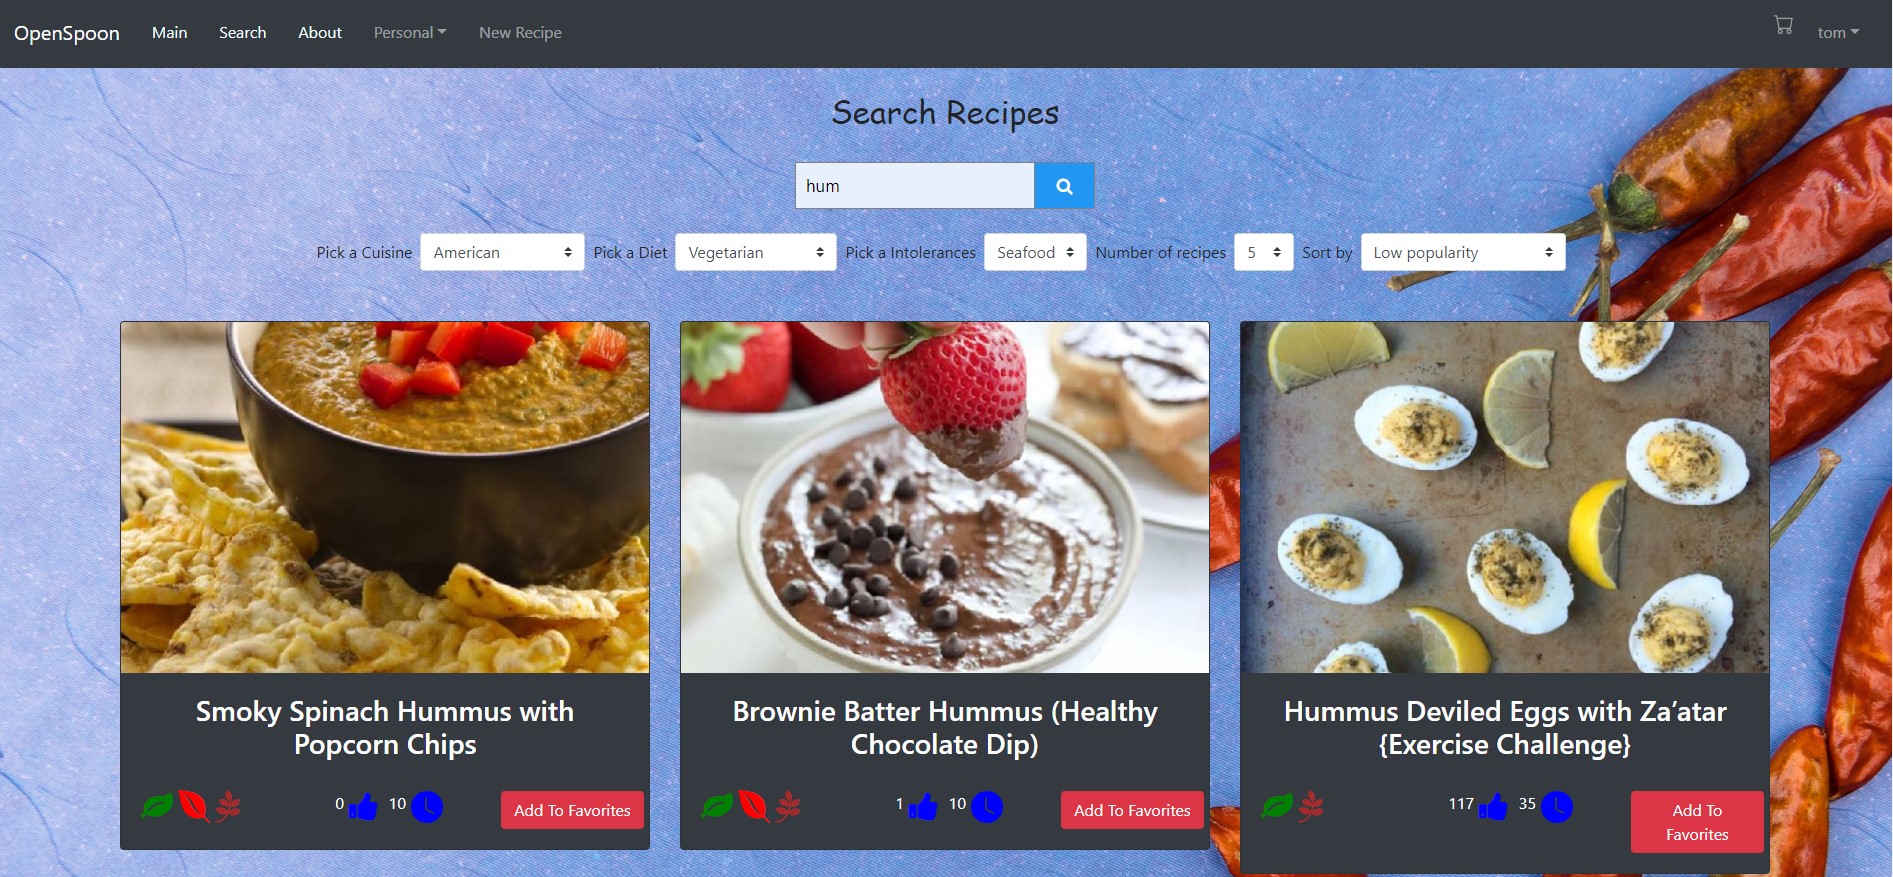 OpenSpoon Main Search About Personal New Recipe tom
Search Recipes
hum
Pick a Cuisine American Pick a Diet Vegetarian Pick a Intolerances Seafood Number of recipes 5 Sort by Low popularity
Smoky Spinach Hummus with
Popcorn Chips
0 10 Add To Favorites
Brownie Batter Hummus (Healthy
Chocolate Dip)
1 10 Add To Favorites
Hummus Deviled Eggs with Za’atar
{Exercise Challenge}
117 35 Add To
Favorites